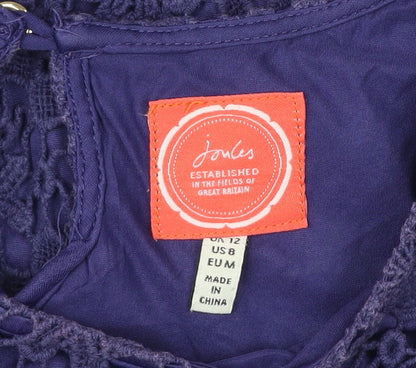 Joules
ESTABLISHED
IN THE FIELDS OF
GREAT BRITAIN
UK 12
US 8
EU M
MADE
IN
CHINA